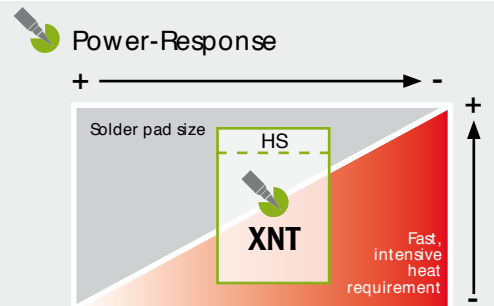 Power-Response
+ -
+
Solder pad size
HS
XNT
Fast,
intensive
heat
requirement
-